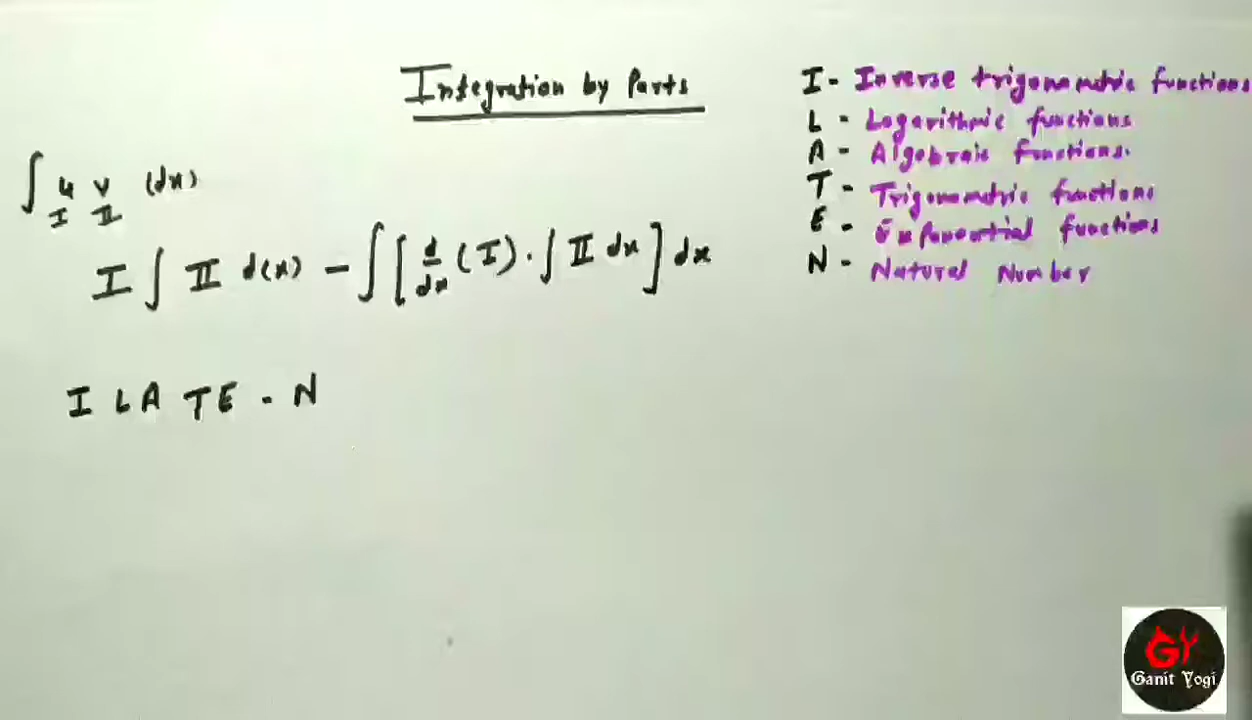 Integration by Parts
∫ u v (dx)
I II
I ∫ II d(x) - ∫ [ d/dx (I) . ∫ II dx ] dx
I L A T E - N
I - Inverse trigonometric functions
L - Logarithmic functions
A - Algebraic functions.
T - Trigonometric functions
E - Exponential functions
N - Natural Number
GY
Ganit Yogi